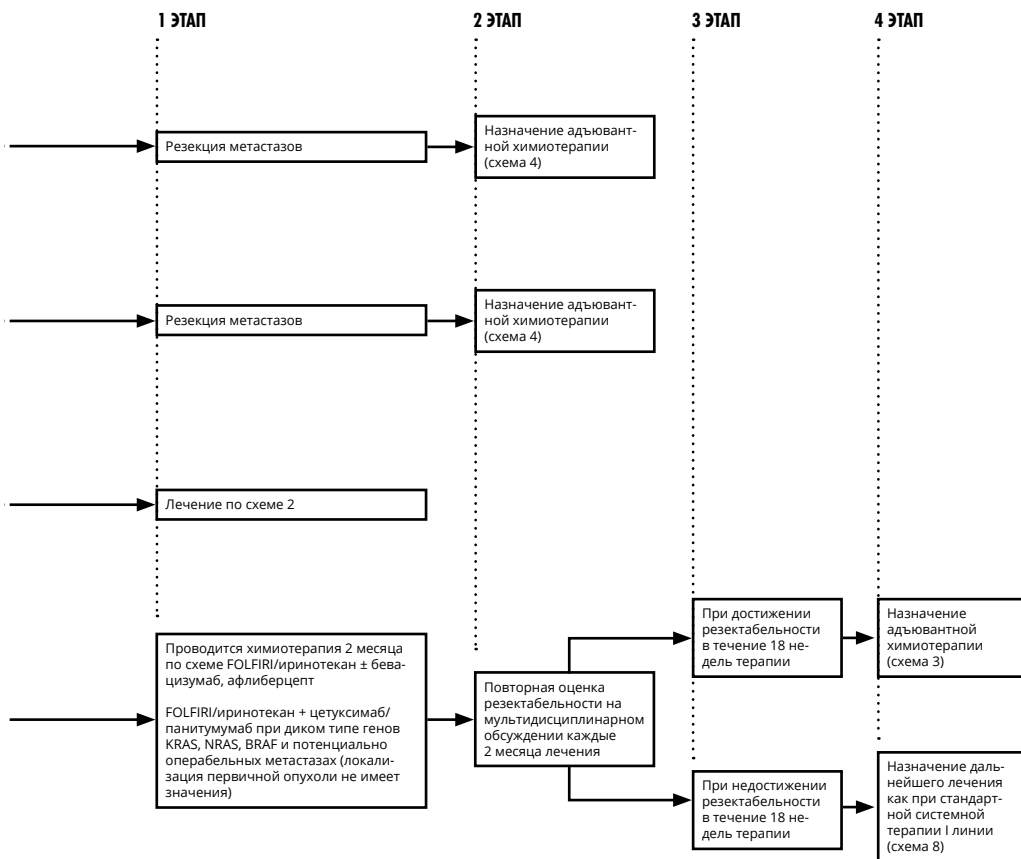 1 ЭТАП
2 ЭТАП
3 ЭТАП
4 ЭТАП
Резекция метастазов
Назначение адъювант-
ной химиотерапии
(схема 4)
Резекция метастазов
Назначение адъювант-
ной химиотерапии
(схема 4)
Лечение по схеме 2
Проводится химиотерапия 2 месяца
по схеме FOLFIRI/иринотекан ± бева-
цизумаб, афлиберцепт
FOLFIRI/иринотекан + цетуксимаб/
панитумумаб при диком типе генов
KRAS, NRAS, BRAF и потенциально
операбельных метастазах (локали-
зация первичной опухоли не имеет
значения)
Повторная оценка
резектабельности на
мультидисциплинарном
обсуждении каждые
2 месяца лечения
При достижении
резектабельности
в течение 18 не-
дель терапии
Назначение
адъювантной
химиотерапии
(схема 3)
При недостижении
резектабельности
в течение 18 не-
дель терапии
Назначение даль-
нейшего лечения
как при стандарт-
ной системной
терапии I линии
(схема 8)